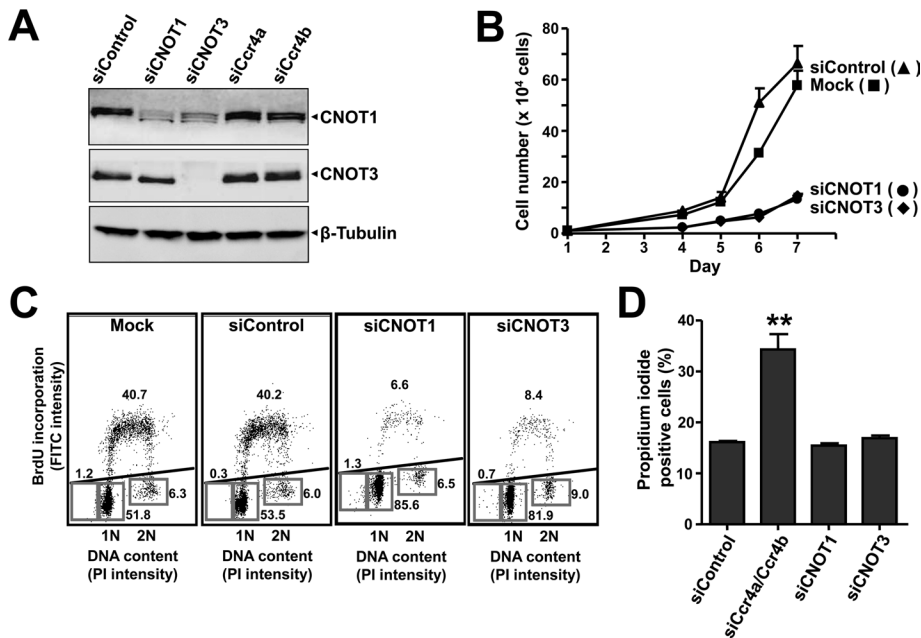 A
siControl
siCNOT1
siCNOT3
siCcr4a
siCcr4b
CNOT1
CNOT3
β-Tubulin
B
Cell number (x 10⁴ cells)
80
60
40
20
0
1 2 3 4 5 6 7
Day
siControl (▲)
Mock (■)
siCNOT1 (●)
siCNOT3 (◆)
C
BrdU incorporation
(FITC intensity)
Mock
40.7
1.2
6.3
51.8
1N 2N
DNA content
(PI intensity)
siControl
40.2
0.3
6.0
53.5
1N 2N
DNA content
(PI intensity)
siCNOT1
6.6
1.3
6.5
85.6
1N 2N
DNA content
(PI intensity)
siCNOT3
8.4
0.7
9.0
81.9
1N 2N
DNA content
(PI intensity)
D
Propidium iodide
positive cells (%)
40
30
20
10
0
**
siControl
siCcr4a/Ccr4b
siCNOT1
siCNOT3